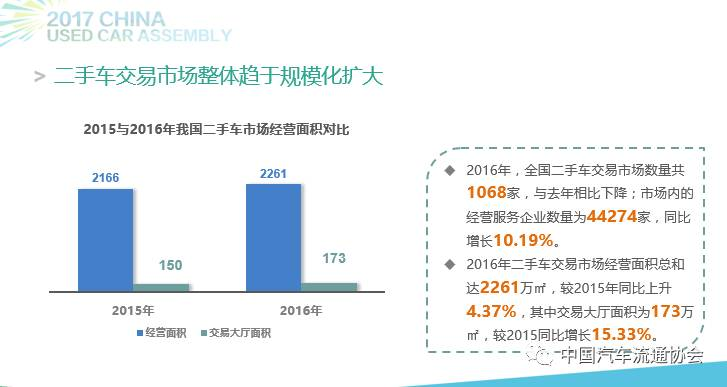 2017 CHINA
USED CAR ASSEMBLY
> 二手车交易市场整体趋于规模化扩大
2015与2016年我国二手车市场经营面积对比
2166
150
2261
173
2015年
2016年
经营面积
交易大厅面积
◆ 2016年，全国二手车交易市场数量共
1068家，与去年相比下降；市场内的
经营服务企业数量为44274家，同比
增长10.19%。
◆ 2016年二手车交易市场经营面积总和
达2261万㎡，较2015年同比上升
4.37%，其中交易大厅面积为173万
㎡，较2015同比增长15.33%。
中国汽车流通协会